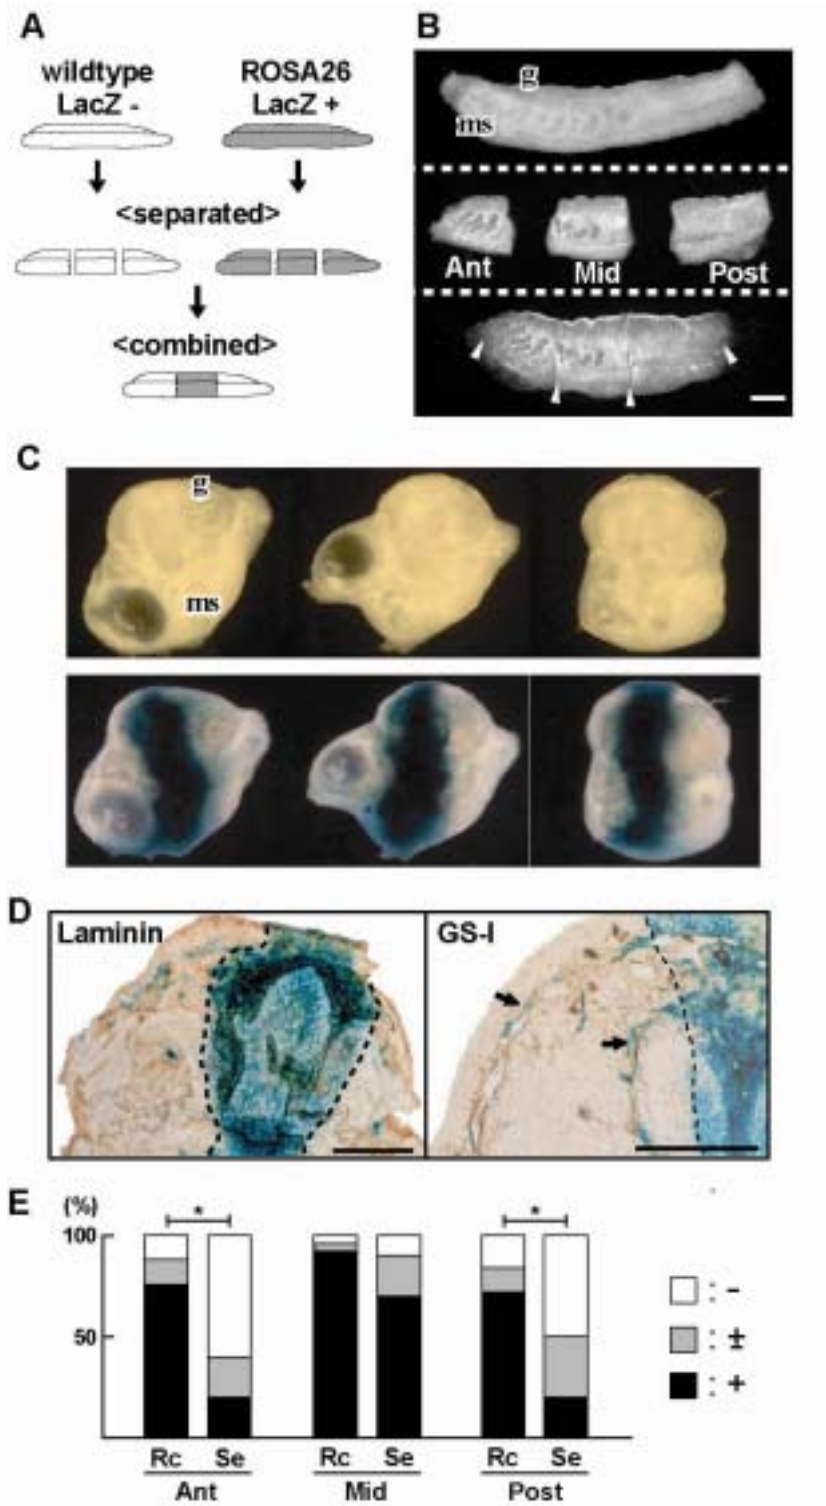 A
wildtype
LacZ -
ROSA26
LacZ +
<separated>
<combined>
B
g
ms
Ant
Mid
Post
C
g
ms
D
Laminin
GS-I
E
(%)
100
50
*
*
: -
: ±
: +
Rc Se Rc Se Rc Se
Ant Mid Post